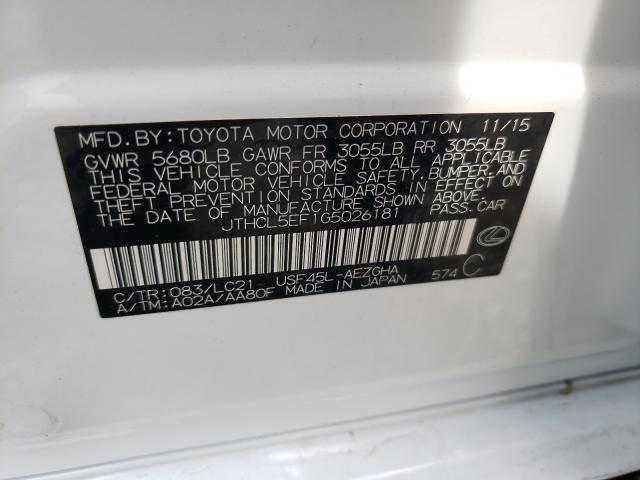 MFD. BY: TOYOTA MOTOR CORPORATION 11/15
GVWR 5680LB GAWR FR 3055LB RR 3055LB
THIS VEHICLE CONFORMS TO ALL APPLICABLE
FEDERAL MOTOR VEHICLE SAFETY, BUMPER, AND
THEFT PREVENTION STANDARDS IN EFFECT ON
THE DATE OF MANUFACTURE SHOWN ABOVE.
JTHCL5EF1G5026181 PASS. CAR
C/TR: 083/LC21 USF45L-AEZGHA 574 C
A/TM: A02A/AA80F MADE IN JAPAN